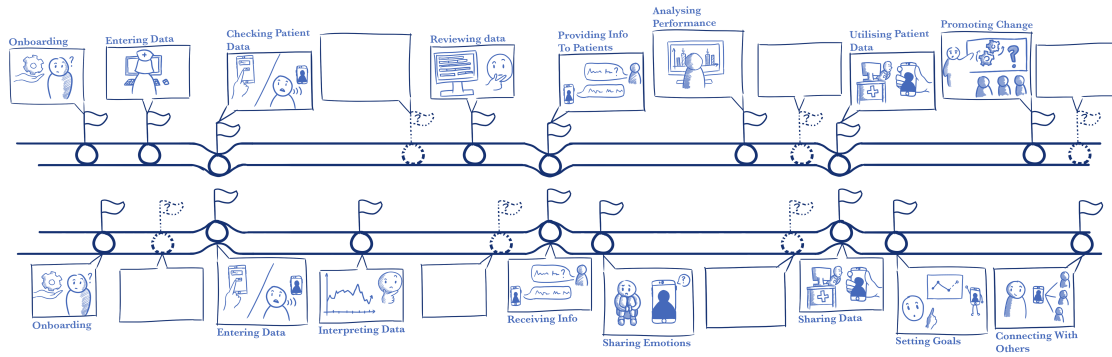 Onboarding
Entering Data
Checking Patient
Data
Reviewing data
Providing Info
To Patients
Analysing
Performance
Utilising Patient
Data
Promoting Change
?
?
?
?
?
?
?
?
?
?
?
?
?
Onboarding
Entering Data
Interpreting Data
Receiving Info
Sharing Emotions
Sharing Data
Setting Goals
Connecting With
Others